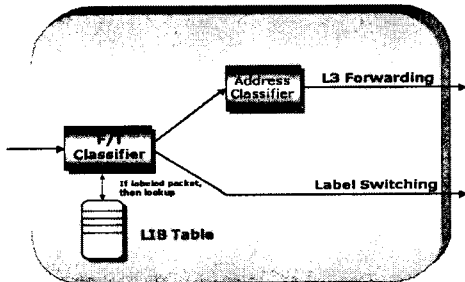 Address
Classifier
L3 Forwarding
P/T
Classifier
If labeled packet,
then lookup
Label Switching
LIB Table